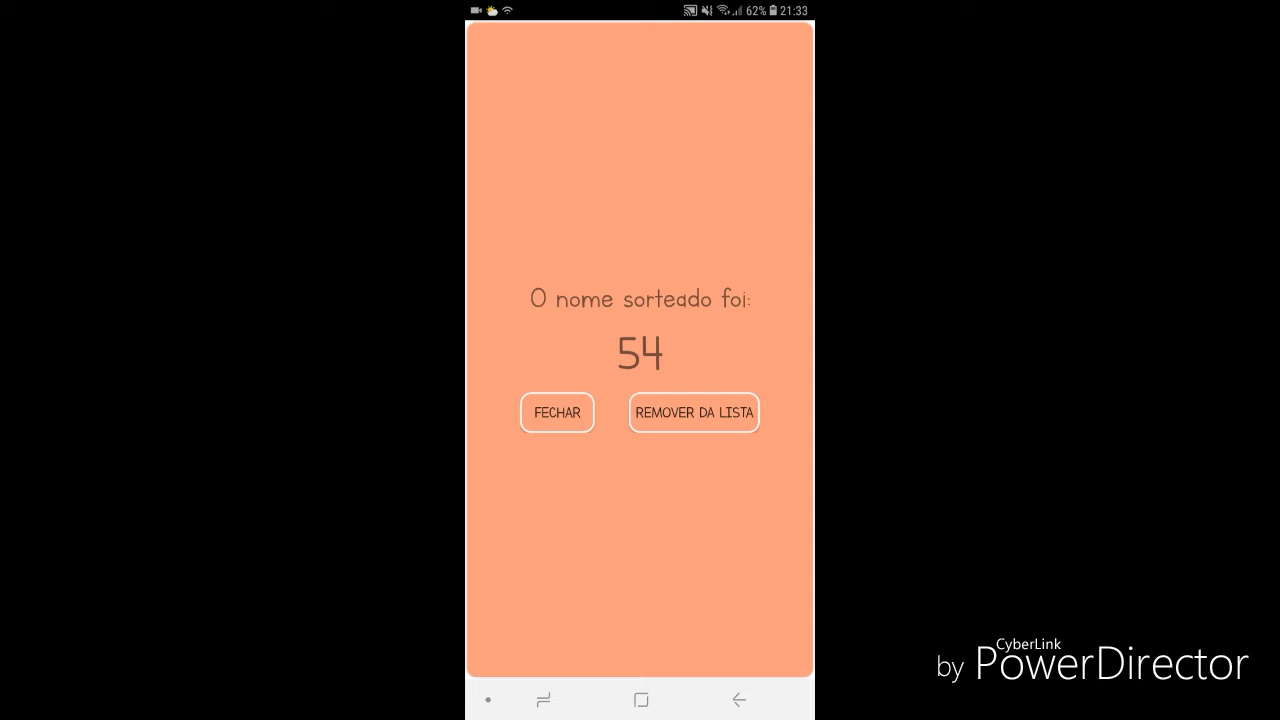 62% 21:33
O nome sorteado foi:
54
FECHAR
REMOVER DA LISTA
CyberLink
by PowerDirector